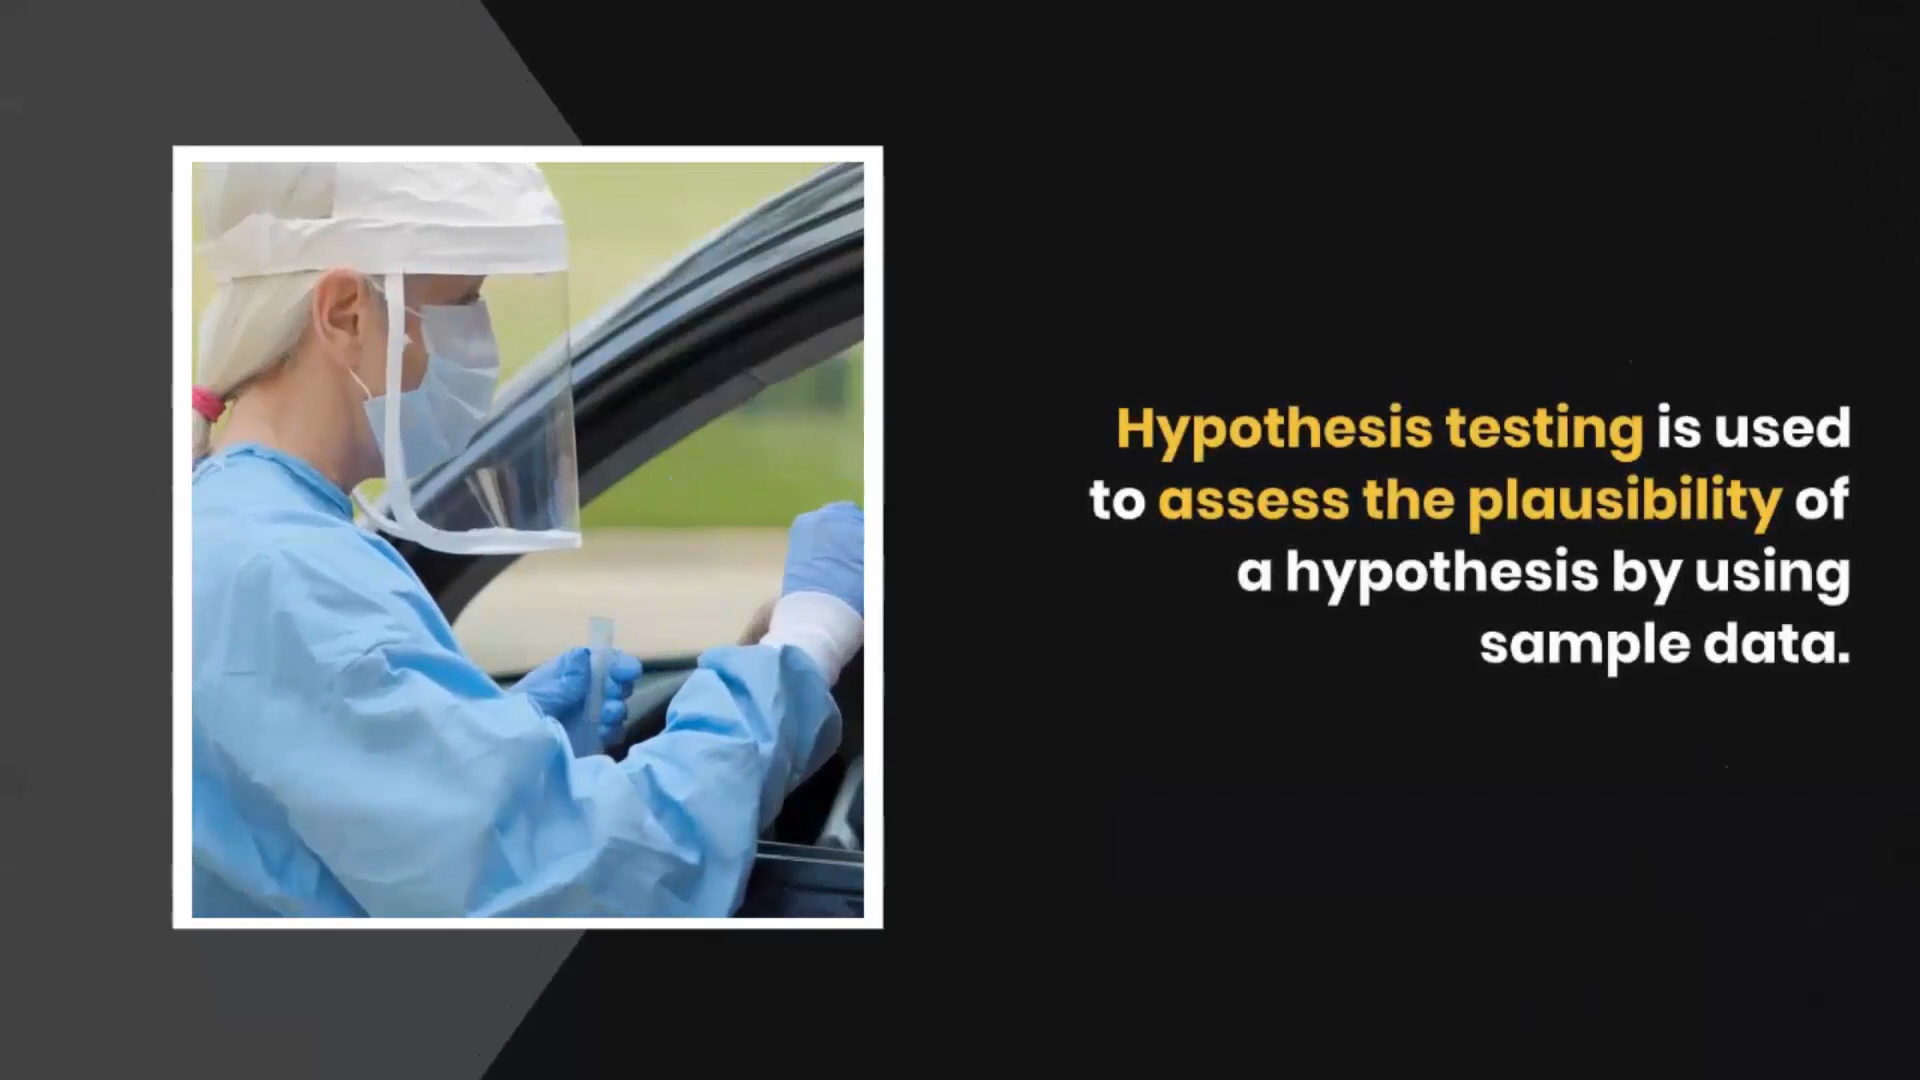 Hypothesis testing is used
to assess the plausibility of
a hypothesis by using
sample data.